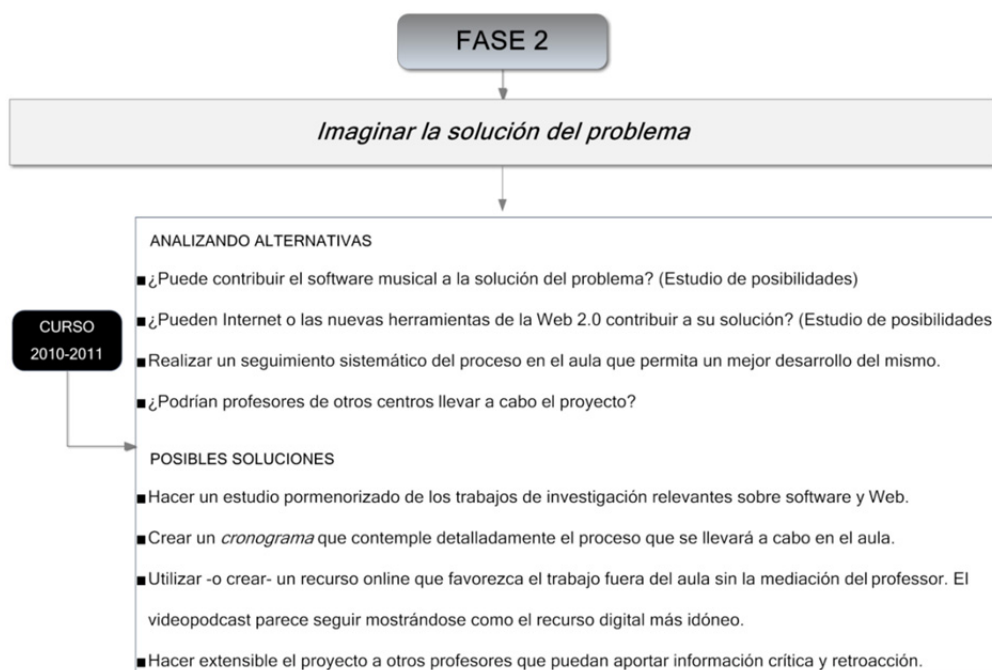 FASE 2
Imaginar la solución del problema
ANALIZANDO ALTERNATIVAS
■¿Puede contribuir el software musical a la solución del problema? (Estudio de posibilidades)
■¿Pueden Internet o las nuevas herramientas de la Web 2.0 contribuir a su solución? (Estudio de posibilidades
■Realizar un seguimiento sistemático del proceso en el aula que permita un mejor desarrollo del mismo.
■¿Podrían profesores de otros centros llevar a cabo el proyecto?
CURSO
2010-2011
POSIBLES SOLUCIONES
■Hacer un estudio pormenorizado de los trabajos de investigación relevantes sobre software y Web.
■Crear un cronograma que contemple detalladamente el proceso que se llevará a cabo en el aula.
■Utilizar -o crear- un recurso online que favorezca el trabajo fuera del aula sin la mediación del professor. El
videopodcast parece seguir mostrándose como el recurso digital más idóneo.
■Hacer extensible el proyecto a otros profesores que puedan aportar información crítica y retroacción.